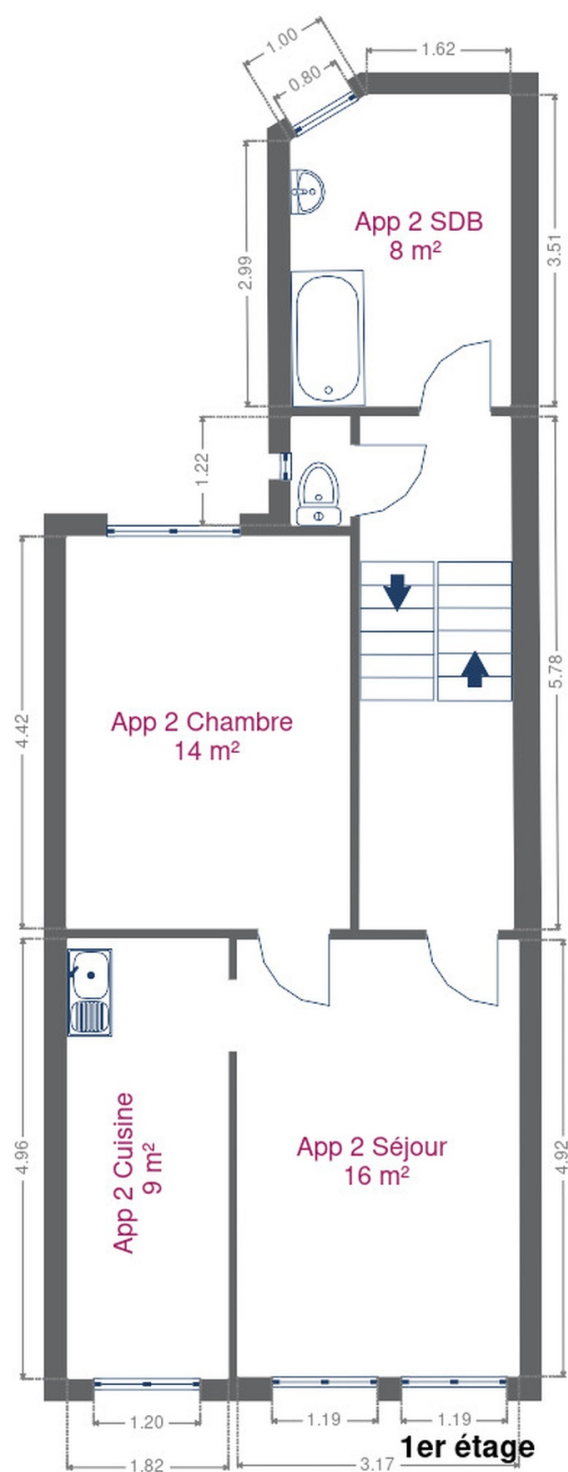 1.00
0.80
1.62
App 2 SDB
8 m²
2.99
3.51
1.22
5.78
App 2 Chambre
14 m²
4.42
App 2 Cuisine
9 m²
App 2 Séjour
16 m²
4.96
4.92
1.20
1.19
1.19
1.82
3.17
1er étage